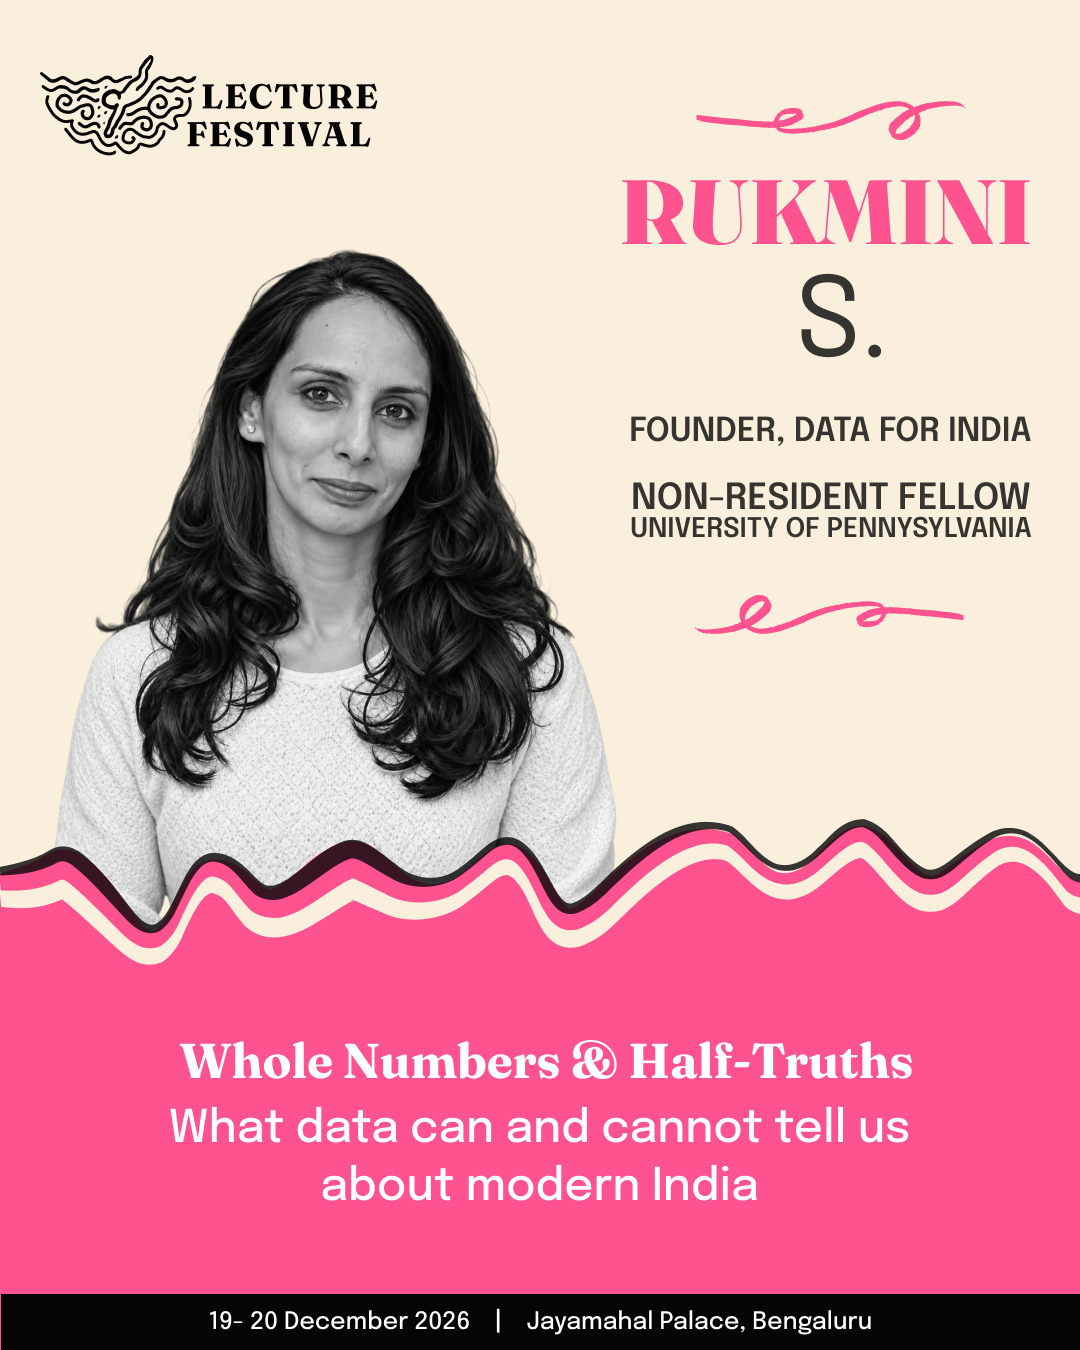 LECTURE
FESTIVAL
RUKMINI
S.
FOUNDER, DATA FOR INDIA
NON-RESIDENT FELLOW
UNIVERSITY OF PENNYSYLVANIA
Whole Numbers & Half-Truths
What data can and cannot tell us
about modern India
19- 20 December 2026 | Jayamahal Palace, Bengaluru